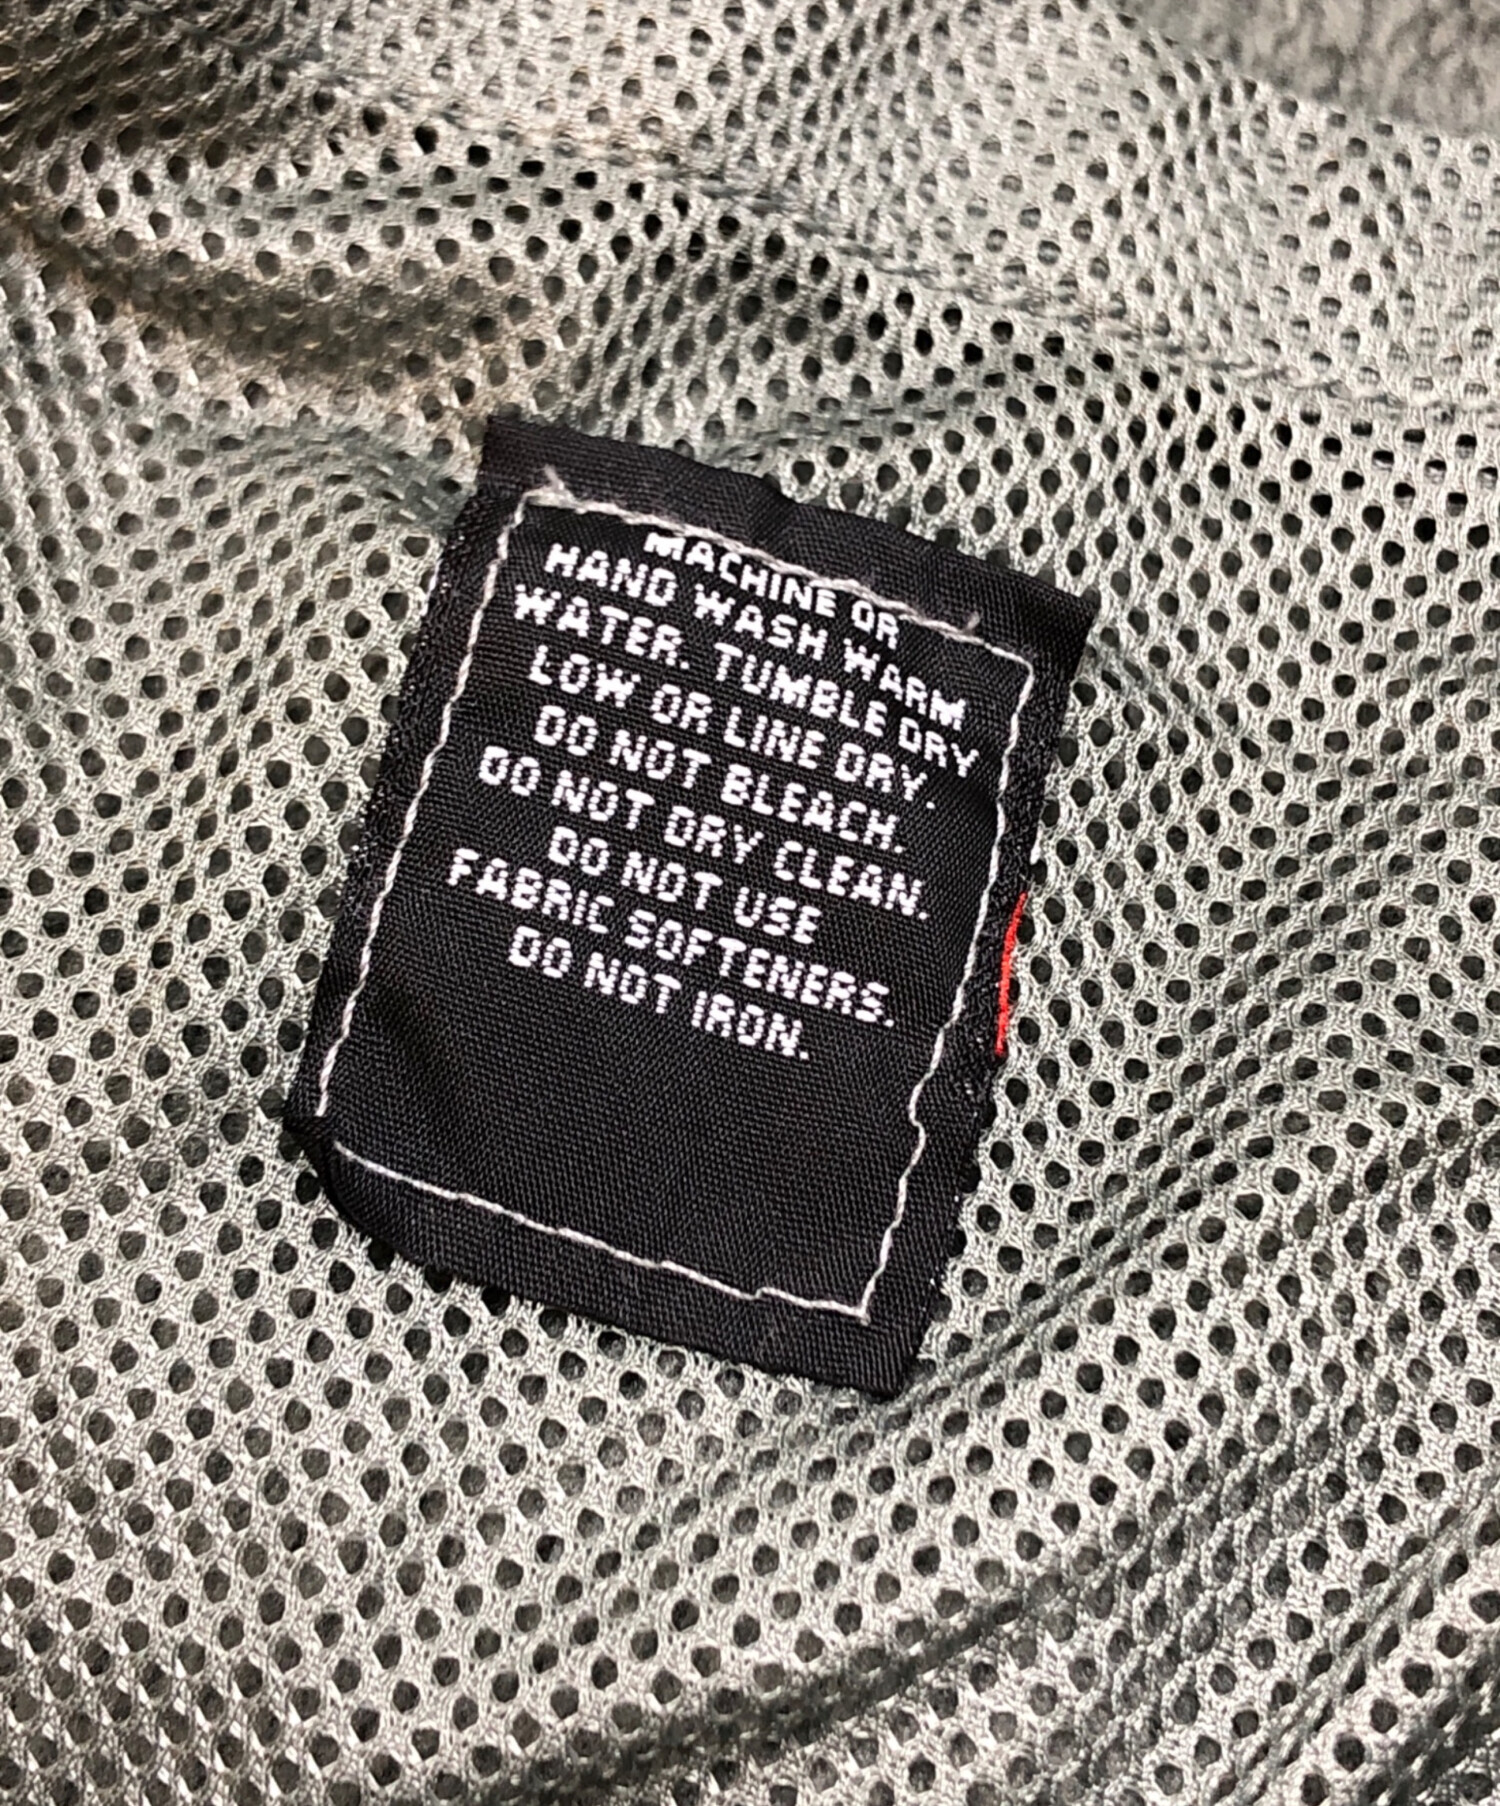 MACHINE OR
HAND WASH WARM
WATER. TUMBLE DRY
LOW OR LINE DRY.
DO NOT BLEACH.
DO NOT DRY CLEAN.
DO NOT USE
FABRIC SOFTENERS.
DO NOT IRON.